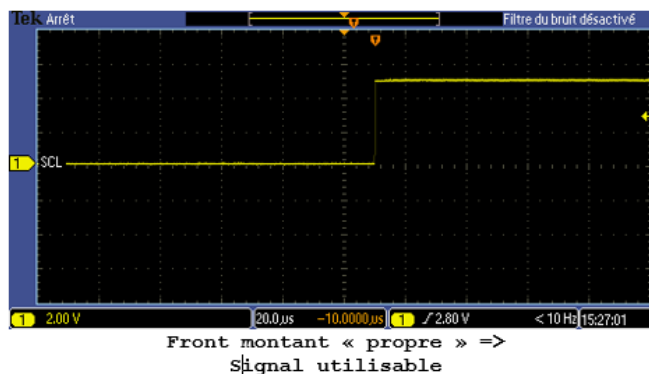 Tek Arrêt Filtre du bruit désactivé
T
T
1 SCL
1 2.00 V 20.0µs -10.0000µs 1 2.80 V < 10 Hz 15:27:01
Front montant « propre » =>
Signal utilisable